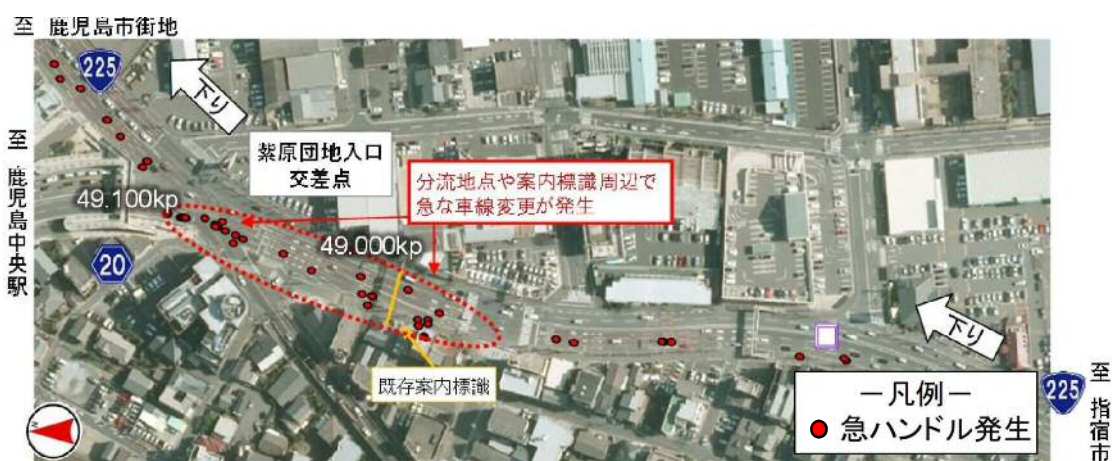 至 鹿児島市街地
225
下り
至 鹿児島中央駅
紫原団地入口
交差点
分流地点や案内標識周辺で
急な車線変更が発生
49.100kp
49.000kp
20
下り
既存案内標識
至 指宿市
225
－凡例－
急ハンドル発生
N